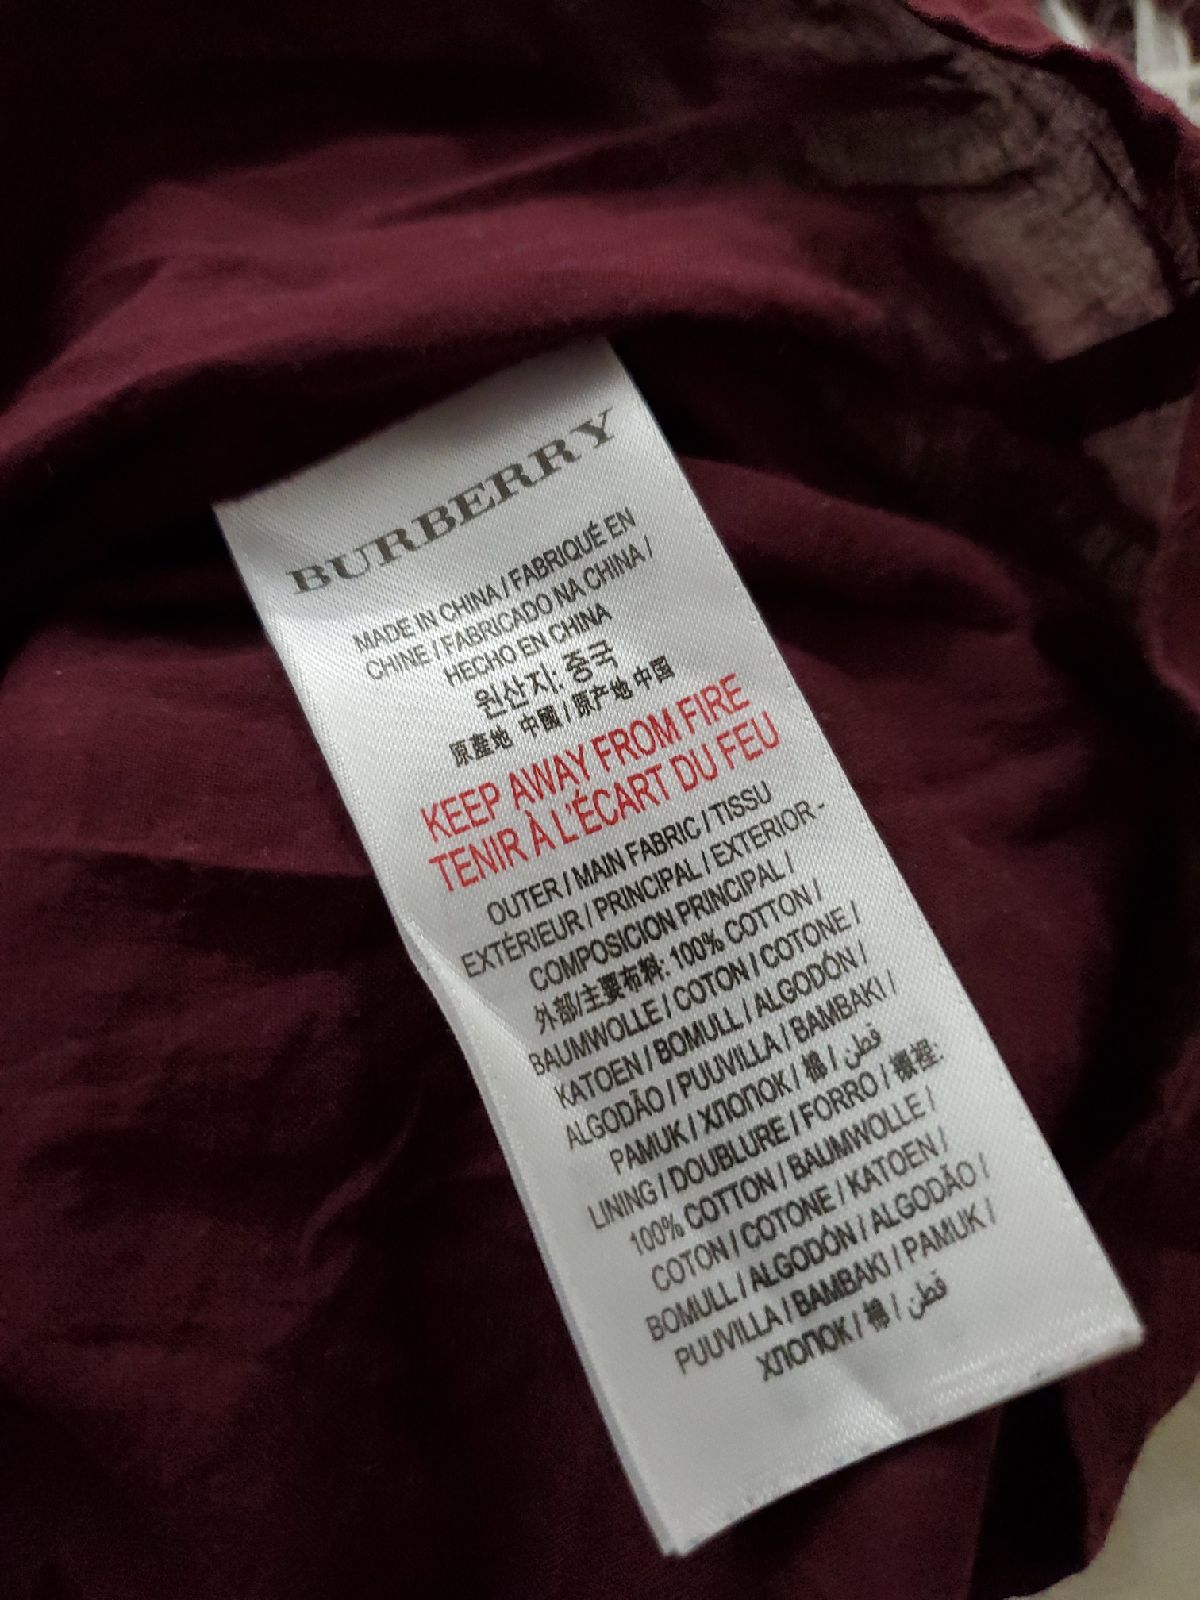 BURBERRY
MADE IN CHINA / FABRIQUÉ EN
CHINE / FABRICADO NA CHINA /
HECHO EN CHINA
원산지: 중국
原產地 中國 / 原产地 中国
KEEP AWAY FROM FIRE
TENIR À L'ÉCART DU FEU
OUTER / MAIN FABRIC / TISSU
EXTÉRIEUR / PRINCIPAL / EXTERIOR -
COMPOSICION PRINCIPAL /
外部/主要布料: 100% COTTON /
BAUMWOLLE / COTON / COTONE /
KATOEN / BOMULL / ALGODÓN /
ALGODÃO / PUUVILLA / BAMBAKI /
PAMUK / ХЛОПОК / 棉 / قطن
LINING / DOUBLURE / FORRO / 襯裡:
100% COTTON / BAUMWOLLE /
COTON / COTONE / KATOEN /
BOMULL / ALGODÓN / ALGODÃO /
PUUVILLA / BAMBAKI / PAMUK /
ХЛОПОК / 棉 / قطن